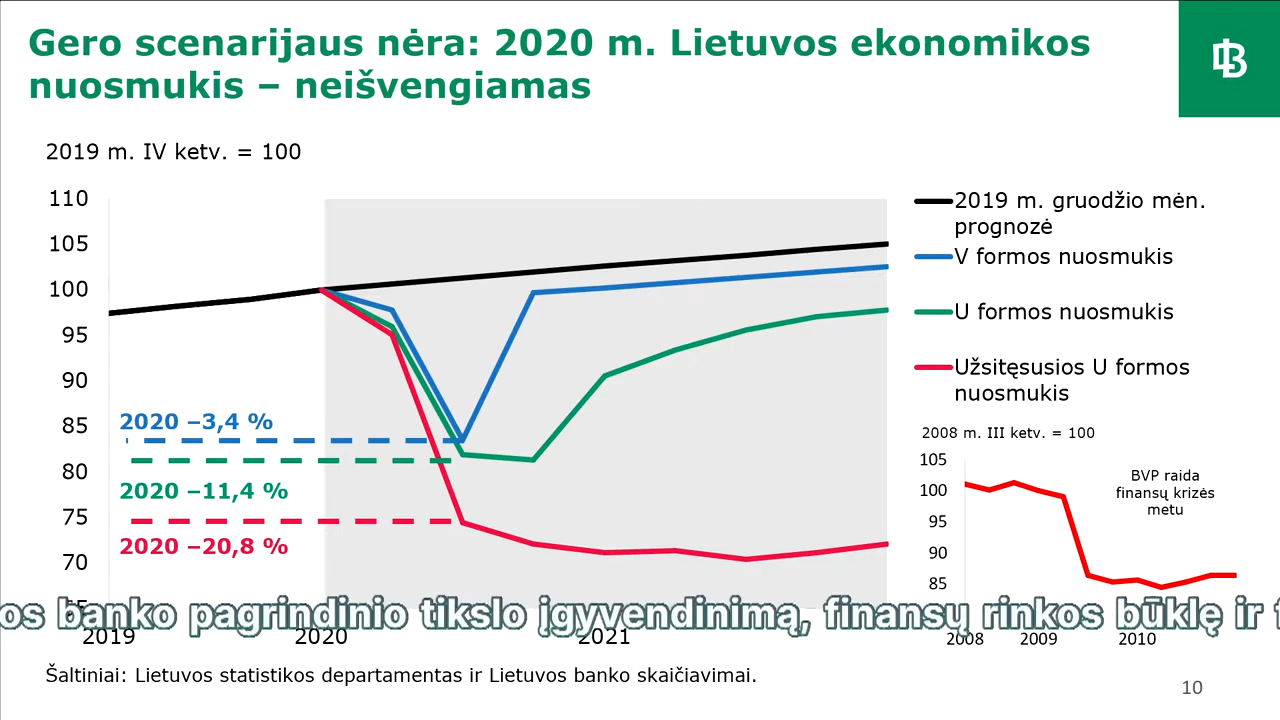 Gero scenarijaus nėra: 2020 m. Lietuvos ekonomikos
nuosmukis – neišvengiamas
2019 m. IV ketv. = 100
110
105
100
95
90
85
80
75
70
2020 –3,4 %
2020 –11,4 %
2020 –20,8 %
2019
2020
2021
2019 m. gruodžio mėn.
prognozė
V formos nuosmukis
U formos nuosmukis
Užsitęsusios U formos
nuosmukis
2008 m. III ketv. = 100
105
100
95
90
85
BVP raida
finansų krizės
metu
2008
2009
2010
os banko pagrindinio tikslo įgyvendinimą, finansų rinkos būklę ir
Šaltiniai: Lietuvos statistikos departamentas ir Lietuvos banko skaičiavimai.
10